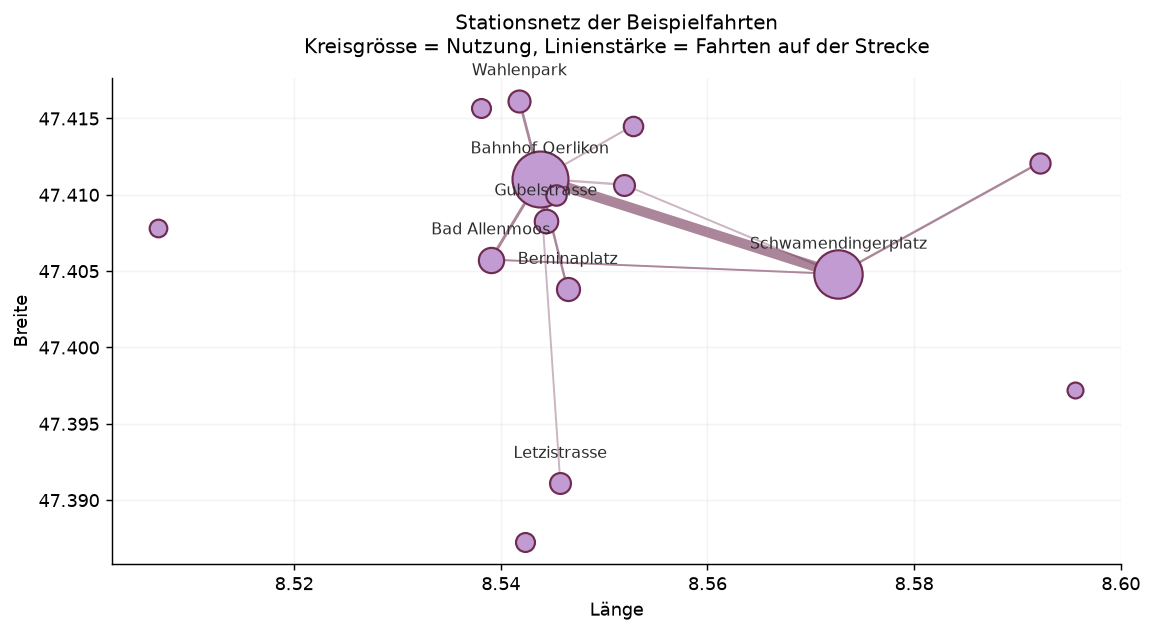 Stationsnetz der Beispielfahrten
Kreisgrösse = Nutzung, Linienstärke = Fahrten auf der Strecke
Wahlenpark
Bahnhof Oerlikon
Gubelstrasse
Bad Allenmoos
Berninaplatz
Schwamendingerplatz
Letzistrasse
47.415
47.410
47.405
47.400
47.395
47.390
Breite
8.52
8.54
8.56
8.58
8.60
Länge